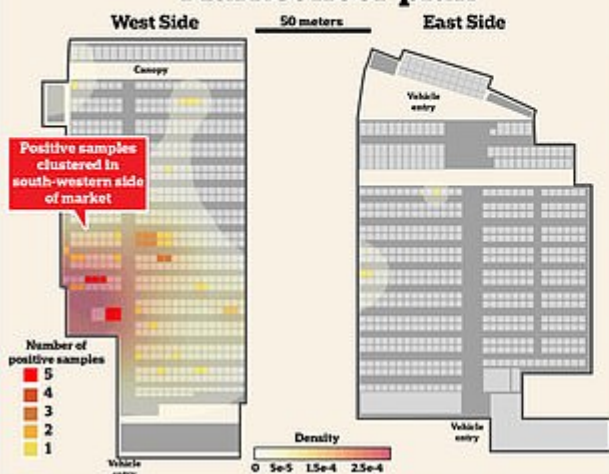 West Side
50 meters
East Side
Canopy
Vehicle
entry
Positive samples
clustered in
south-western side
of market
Number of
positive samples
5
4
3
2
1
Vehicle
entry
Density
0 5e-5 1.5e-4 2.5e-4
Vehicle
entry